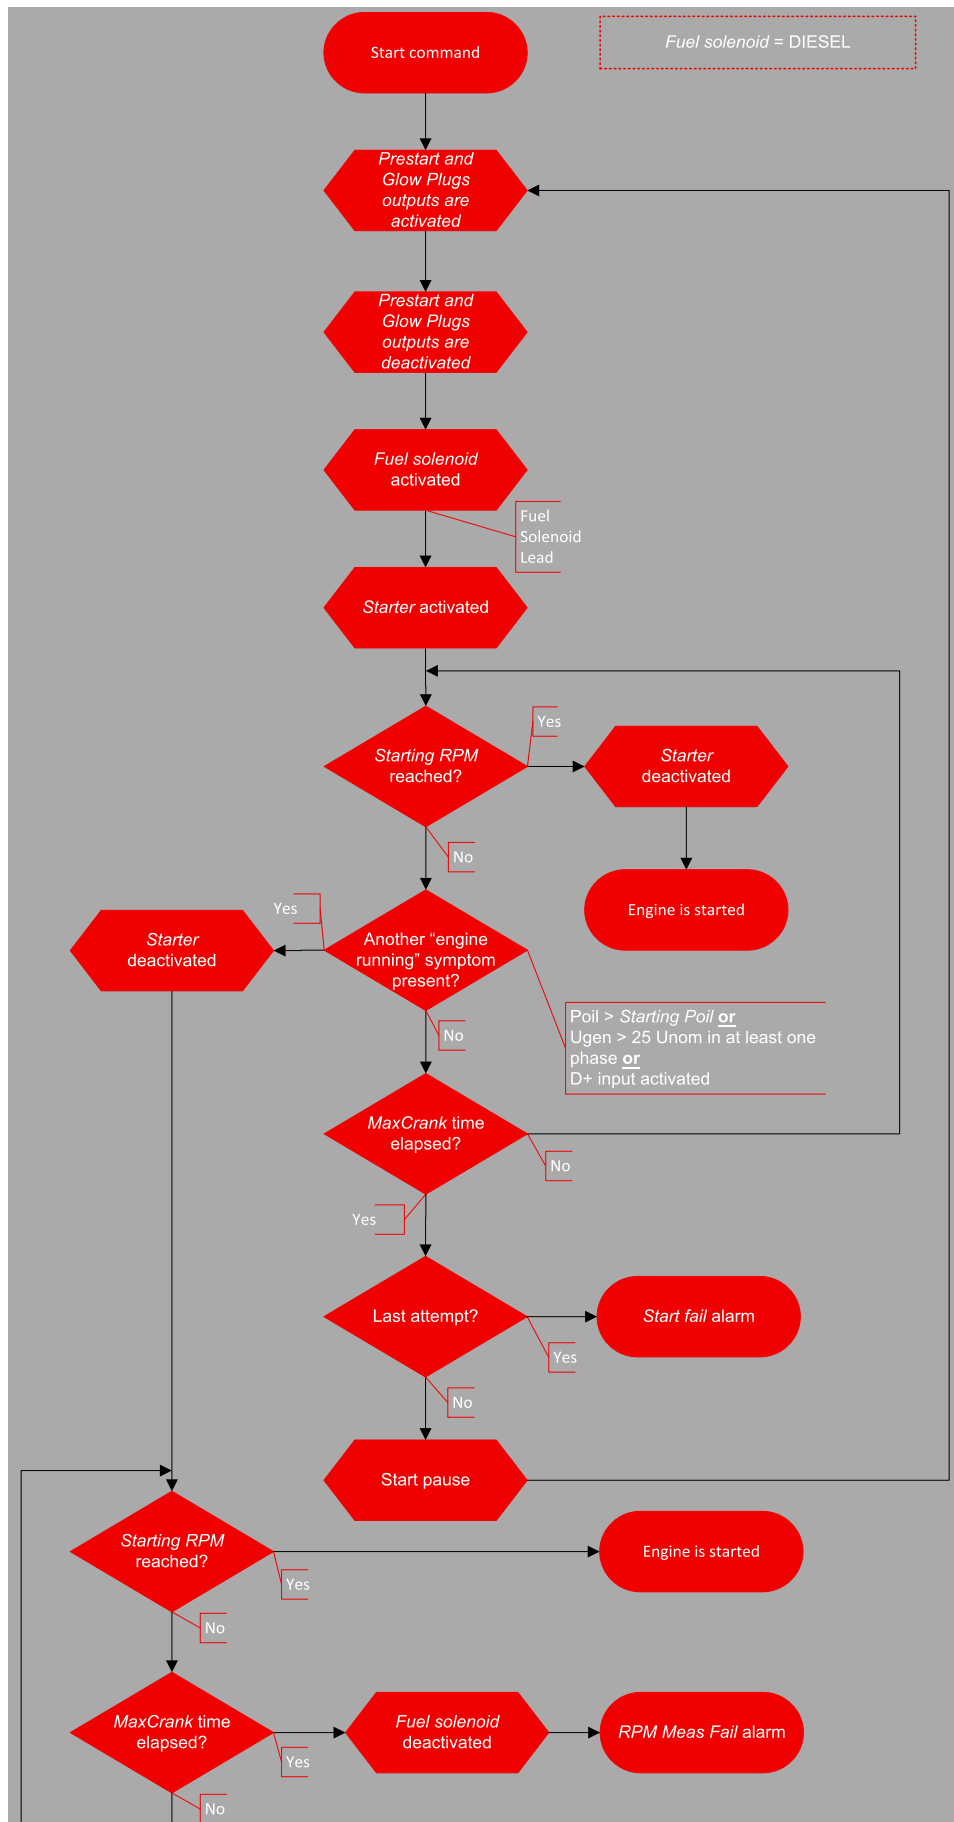 Start command
Fuel solenoid = DIESEL
Prestart and
Glow Plugs
outputs are
activated
Prestart and
Glow Plugs
outputs are
deactivated
Fuel solenoid
activated
Fuel
Solenoid
Lead
Starter activated
Yes
Starting RPM
reached?
Starter
deactivated
No
Engine is started
Yes
Starter
deactivated
Another “engine
running” symptom
present?
Poil > Starting Poil or
Ugen > 25 Unom in at least one
phase or
D+ input activated
No
MaxCrank time
elapsed?
No
Yes
Last attempt?
Start fail alarm
Yes
No
Start pause
Starting RPM
reached?
Engine is started
Yes
No
MaxCrank time
elapsed?
Fuel solenoid
deactivated
RPM Meas Fail alarm
Yes
No